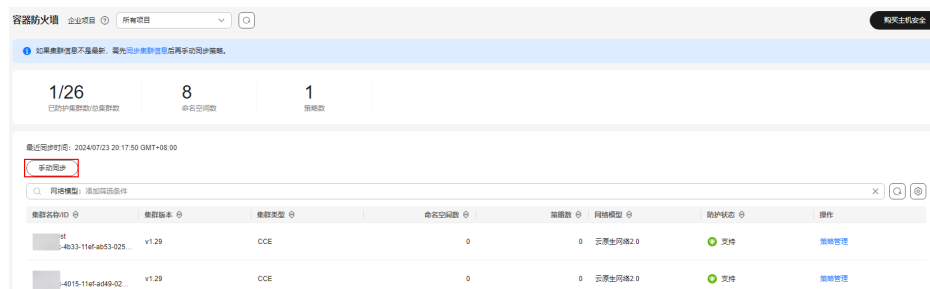 容器防火墙 企业项目 所有项目 购买主机安全
如果集群信息不是最新，需先同步集群信息后再手动同步策略。
1/26 8 1
已防护集群数/总集群数 命名空间数 策略数
最近同步时间：2024/07/23 20:17:50 GMT+08:00
手动同步
网络模型：添加筛选条件
集群名称/ID 集群版本 集群类型 命名空间数 策略数 网络模型 防护状态 操作
st
-4b33-11ef-ab53-025... v1.29 CCE 0 0 云原生网络2.0 支持 策略管理
-4015-11ef-ad49-02... v1.29 CCE 0 0 云原生网络2.0 支持 策略管理